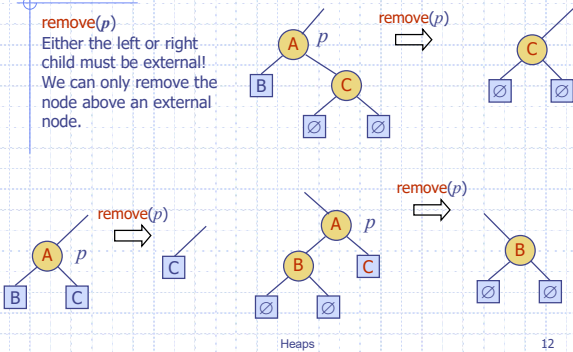 remove(p)
Either the left or right
child must be external!
We can only remove the
node above an external
node.
A p
B
C
∅ ∅
remove(p)
C
∅ ∅
A p
B C
remove(p)
C
A p
B C
∅ ∅
remove(p)
B
∅ ∅
Heaps 12